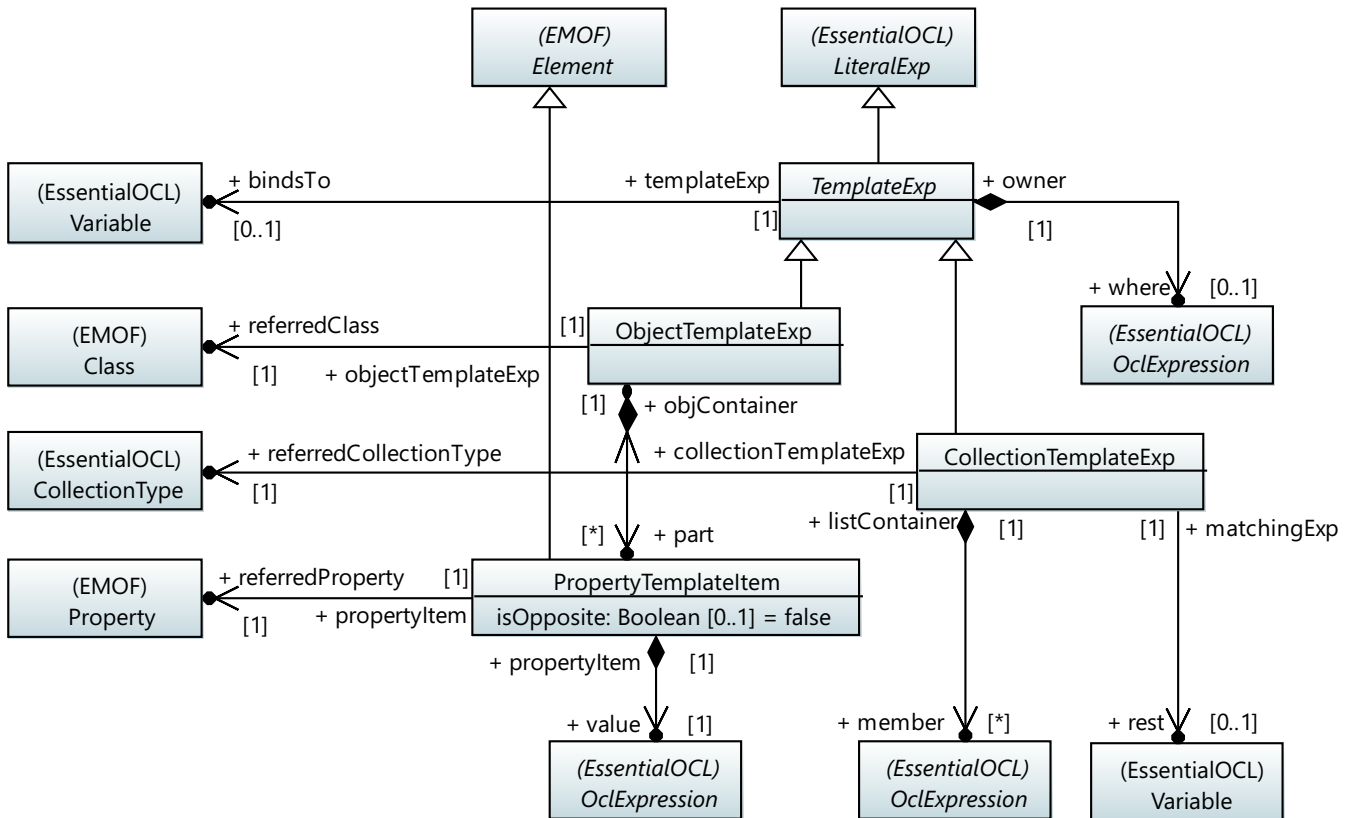 (EMOF)
Element
(EssentialOCL)
LiteralExp
(EssentialOCL)
Variable
+ bindsTo
[0..1]
+ templateExp
[1]
TemplateExp
+ owner
[1]
+ where
[0..1]
(EssentialOCL)
OclExpression
(EMOF)
Class
+ referredClass
[1]
[1]
+ objectTemplateExp
ObjectTemplateExp
[1]
+ objContainer
(EssentialOCL)
CollectionType
+ referredCollectionType
[1]
+ collectionTemplateExp
[1]
CollectionTemplateExp
+ listContainer
[1]
[1]
+ matchingExp
[*]
+ part
(EMOF)
Property
+ referredProperty
[1]
[1]
+ propertyItem
PropertyTemplateItem
isOpposite: Boolean [0..1] = false
+ propertyItem
[1]
+ value
[1]
(EssentialOCL)
OclExpression
+ member
[*]
(EssentialOCL)
OclExpression
+ rest
[0..1]
(EssentialOCL)
Variable